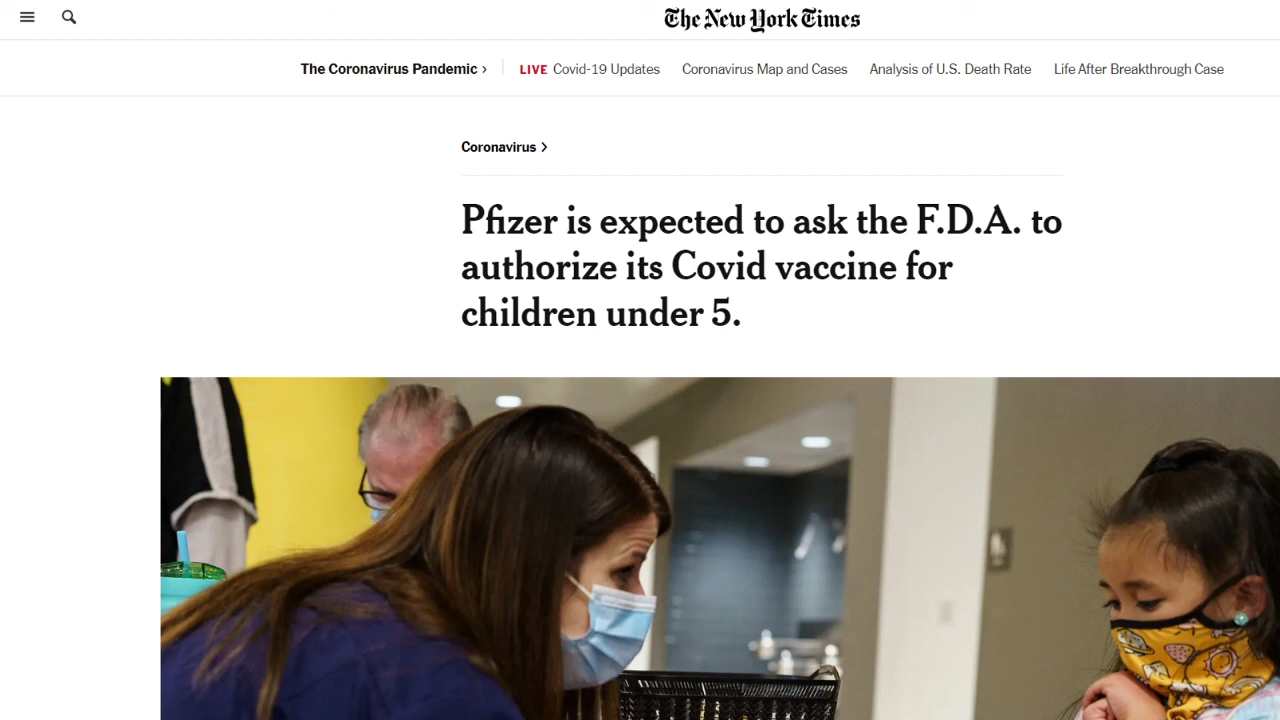 The New York Times
The Coronavirus Pandemic › LIVE Covid-19 Updates Coronavirus Map and Cases Analysis of U.S. Death Rate Life After Breakthrough Case
Coronavirus ›
Pfizer is expected to ask the F.D.A. to
authorize its Covid vaccine for
children under 5.